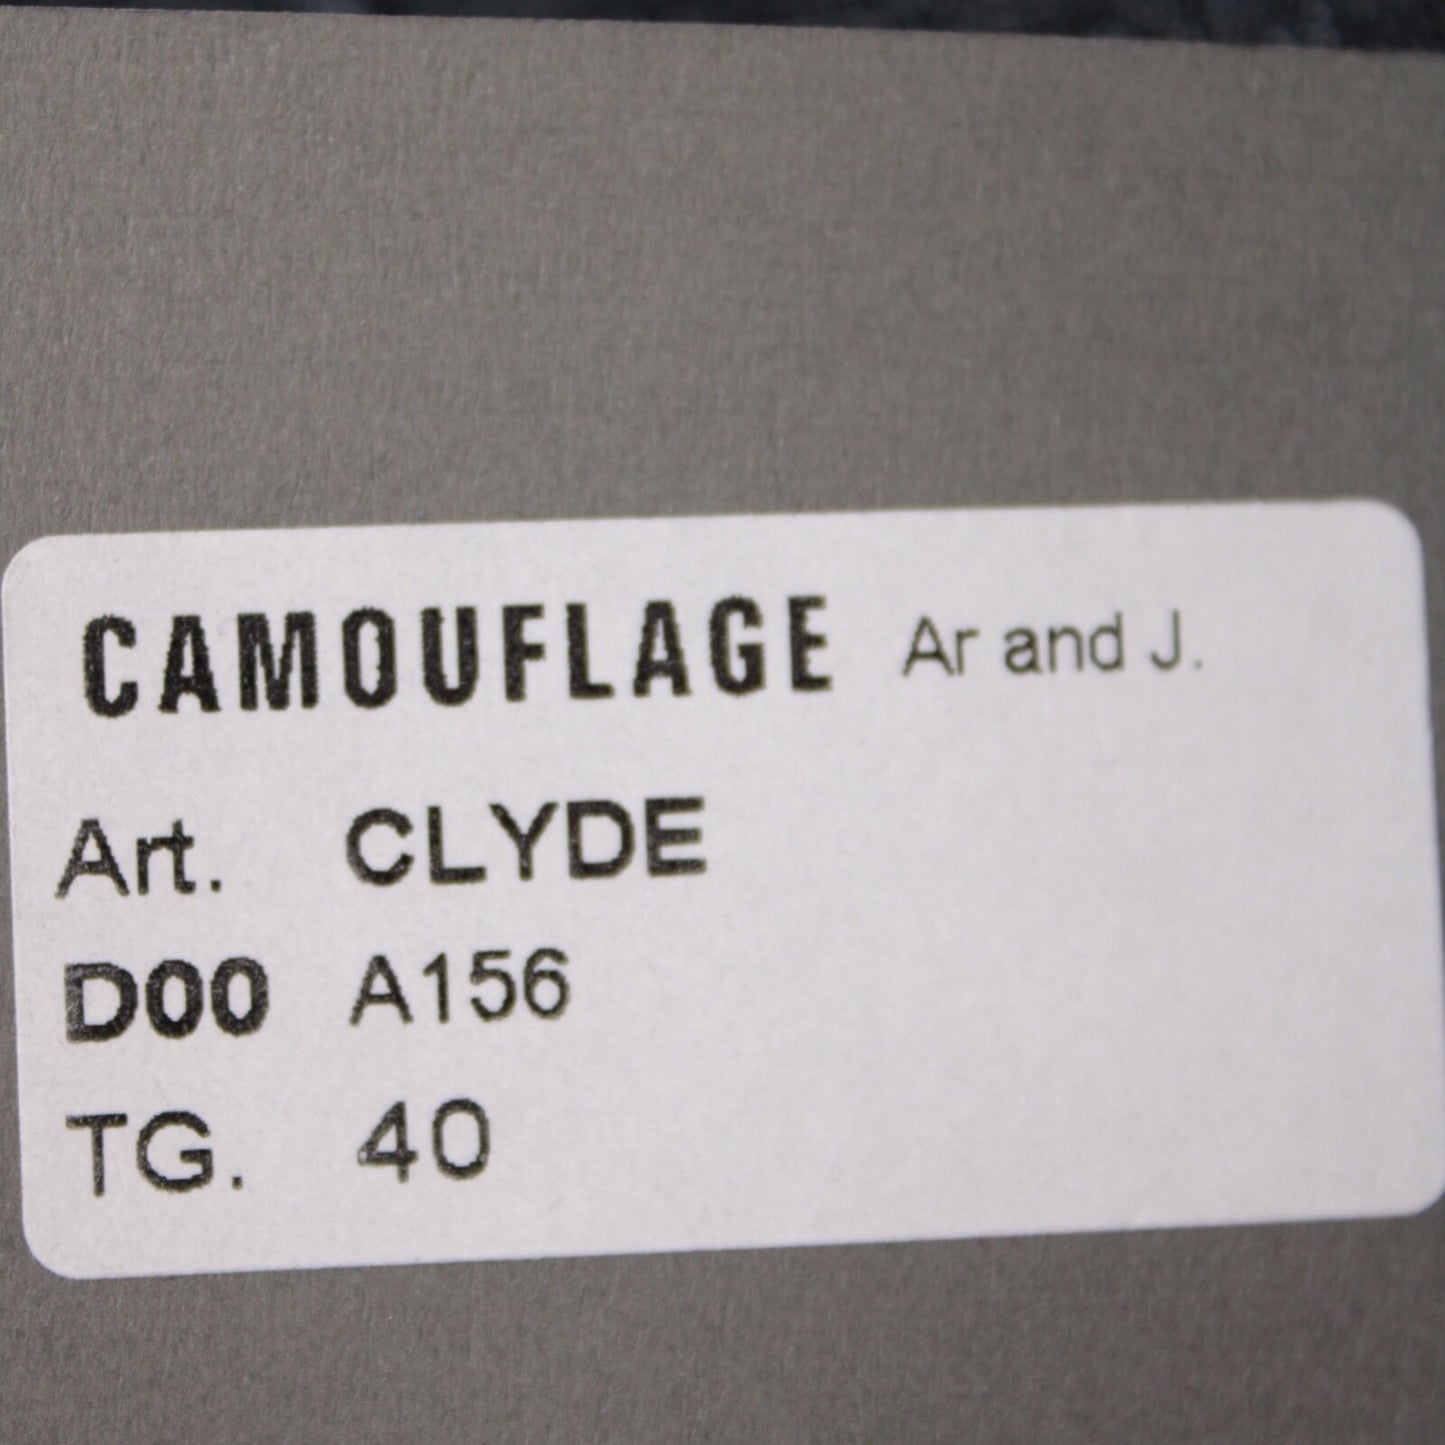 CAMOUFLAGE Ar and J.
Art. CLYDE
D00 A156
TG. 40